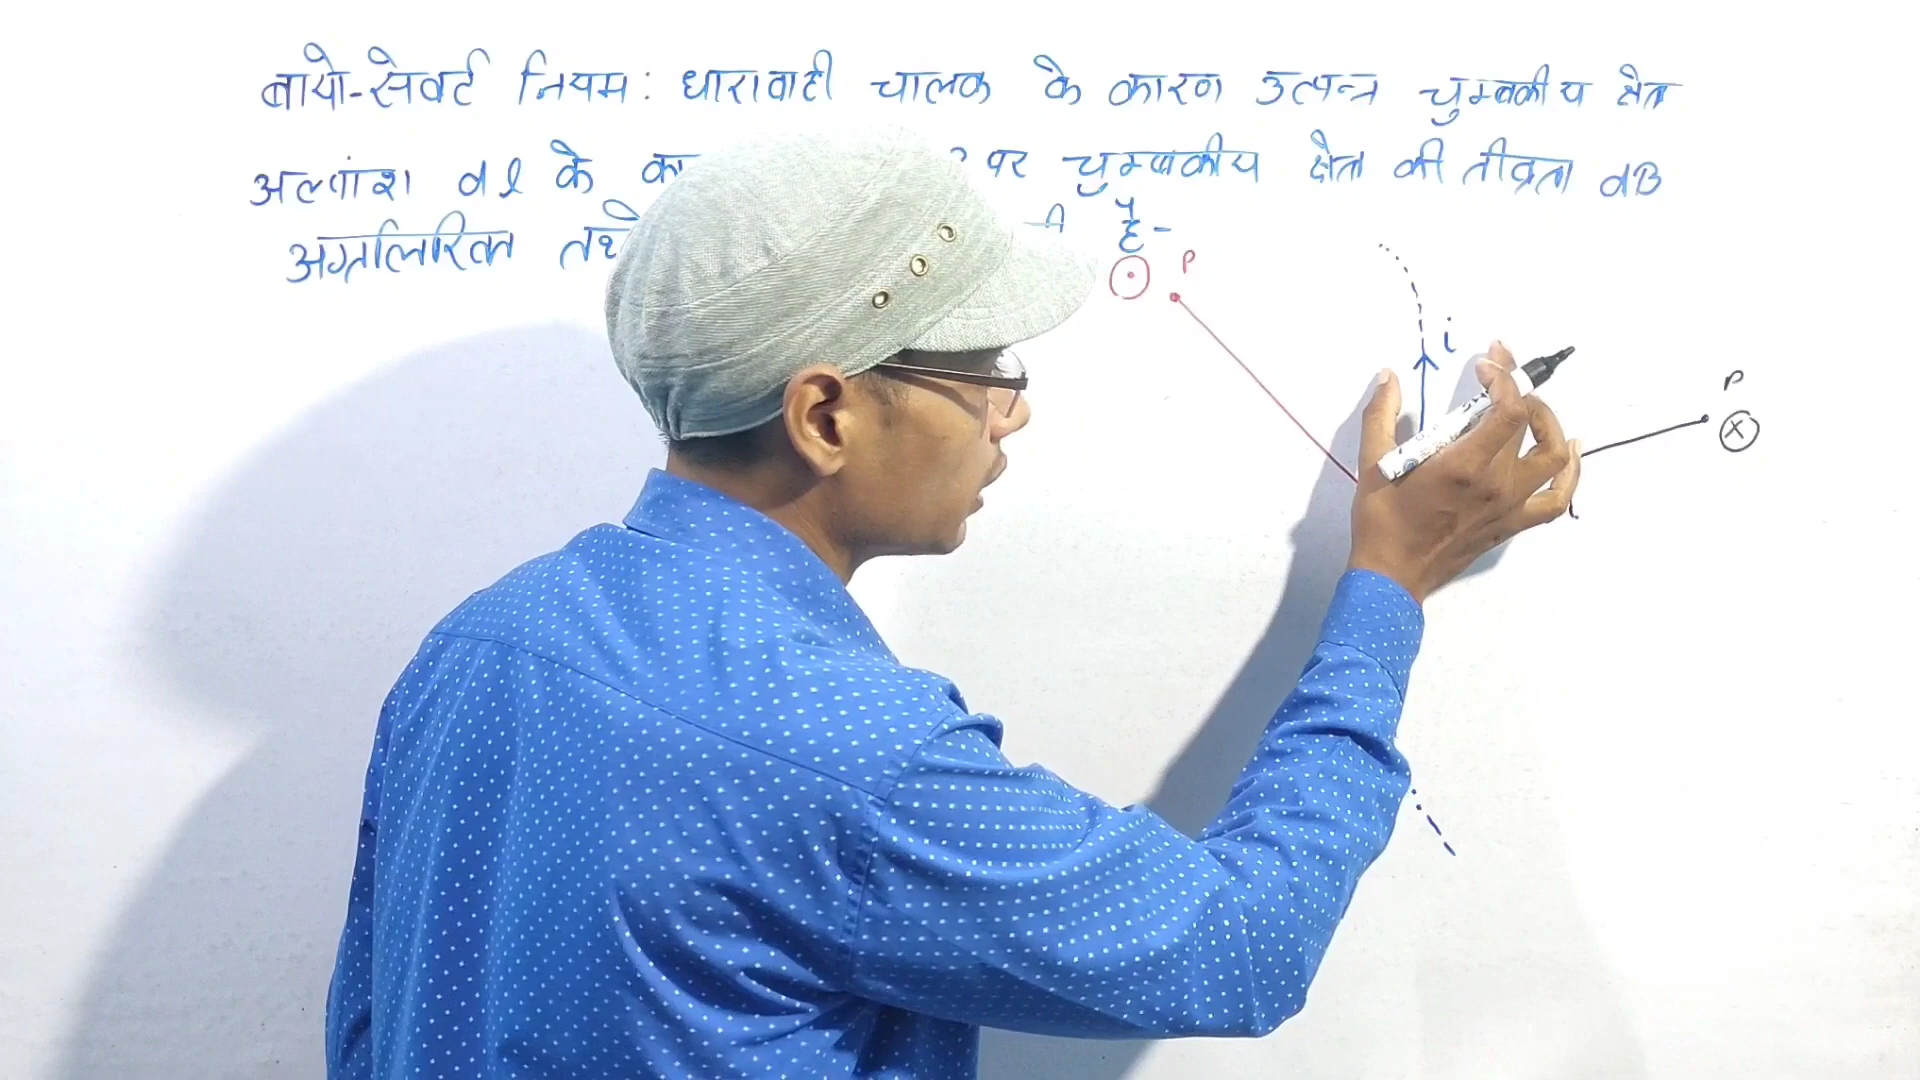 बायो-सेवर्ट नियम: धारावाही चालक के कारण उत्पन्न चुम्बकीय क्षेत्र
अल्पांश dl के पर चुम्बकीय क्षेत्र की तीव्रता dB
अग्रलिखित है-
P
i
P